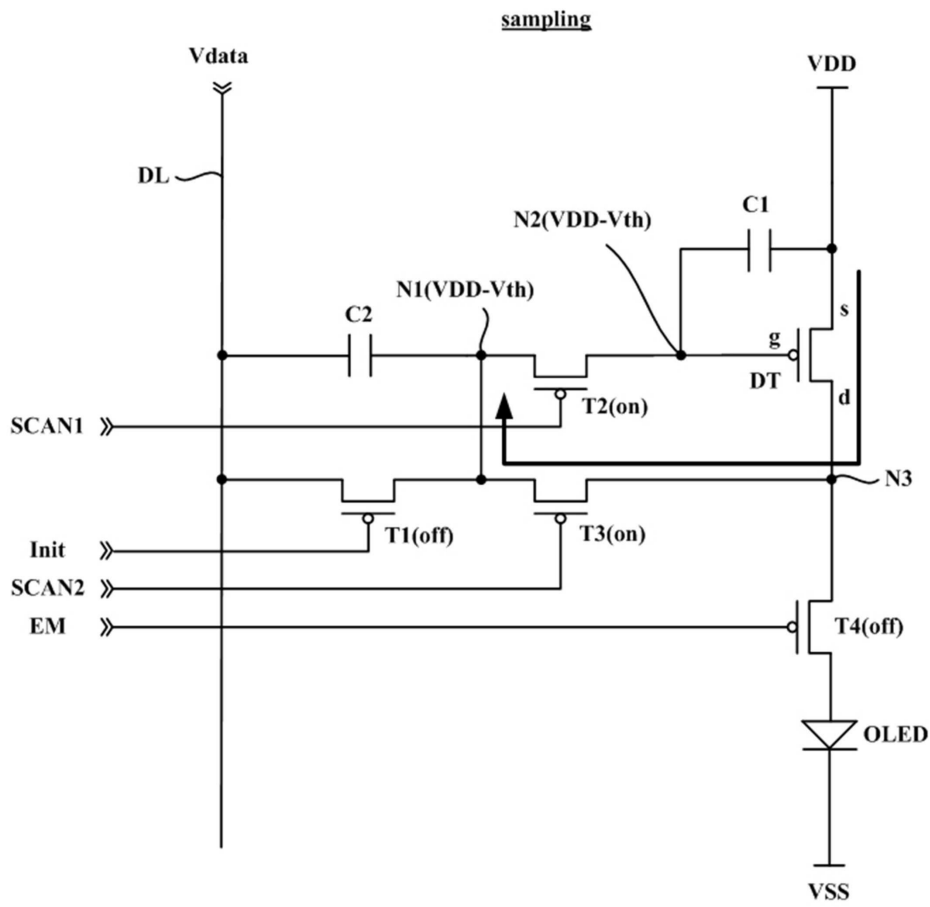 sampling
Vdata
VDD
DL
C1
N2(VDD-Vth)
N1(VDD-Vth)
C2
s
g
DT
d
T2(on)
SCAN1
N3
T1(off)
T3(on)
Init
SCAN2
EM
T4(off)
OLED
VSS